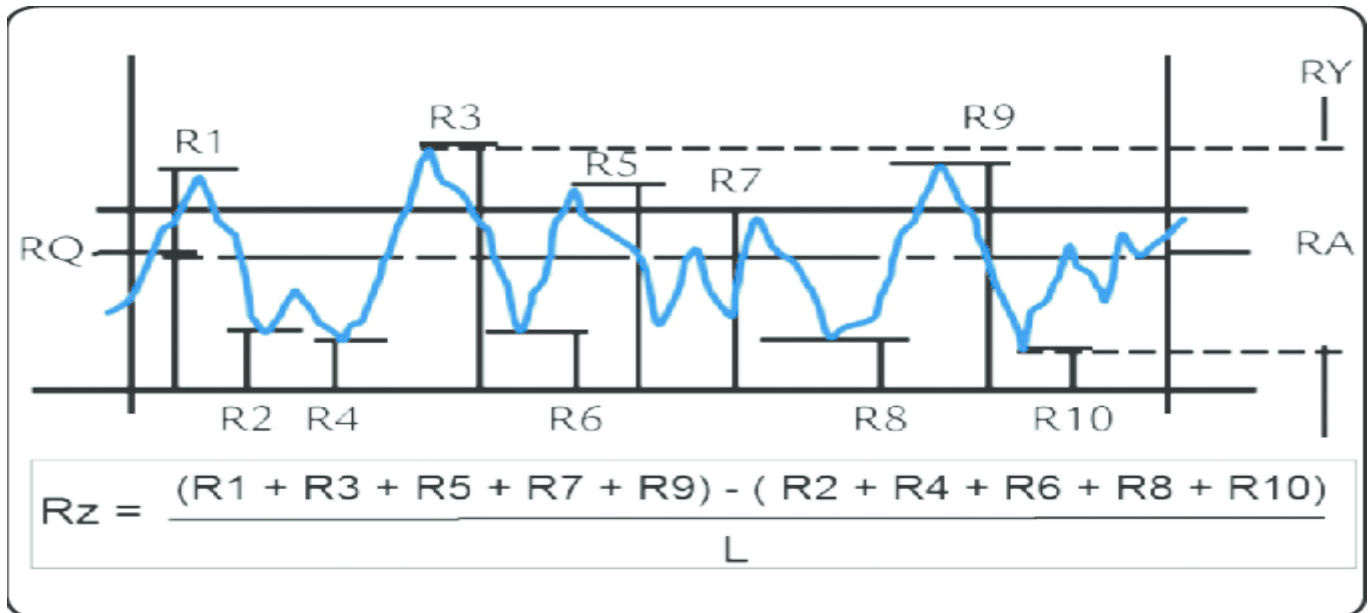 RY
R3 R9
R1
R5 R7
RQ RA
R2 R4 R6 R8 R10
Rz = (R1 + R3 + R5 + R7 + R9) - ( R2 + R4 + R6 + R8 + R10)
L